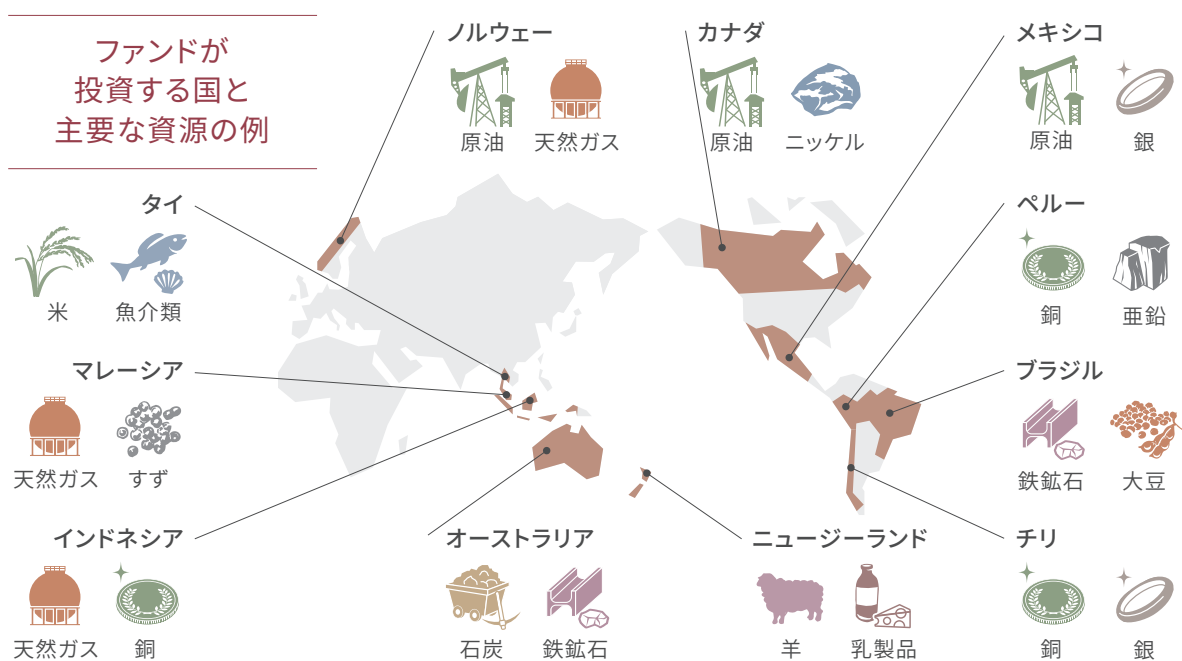 ファンドが
投資する国と
主要な資源の例
ノルウェー
原油 天然ガス
カナダ
原油 ニッケル
メキシコ
原油 銀
タイ
米 魚介類
ペルー
銅 亜鉛
マレーシア
天然ガス すず
ブラジル
鉄鉱石 大豆
インドネシア
天然ガス 銅
オーストラリア
石炭 鉄鉱石
ニュージーランド
羊 乳製品
チリ
銅 銀